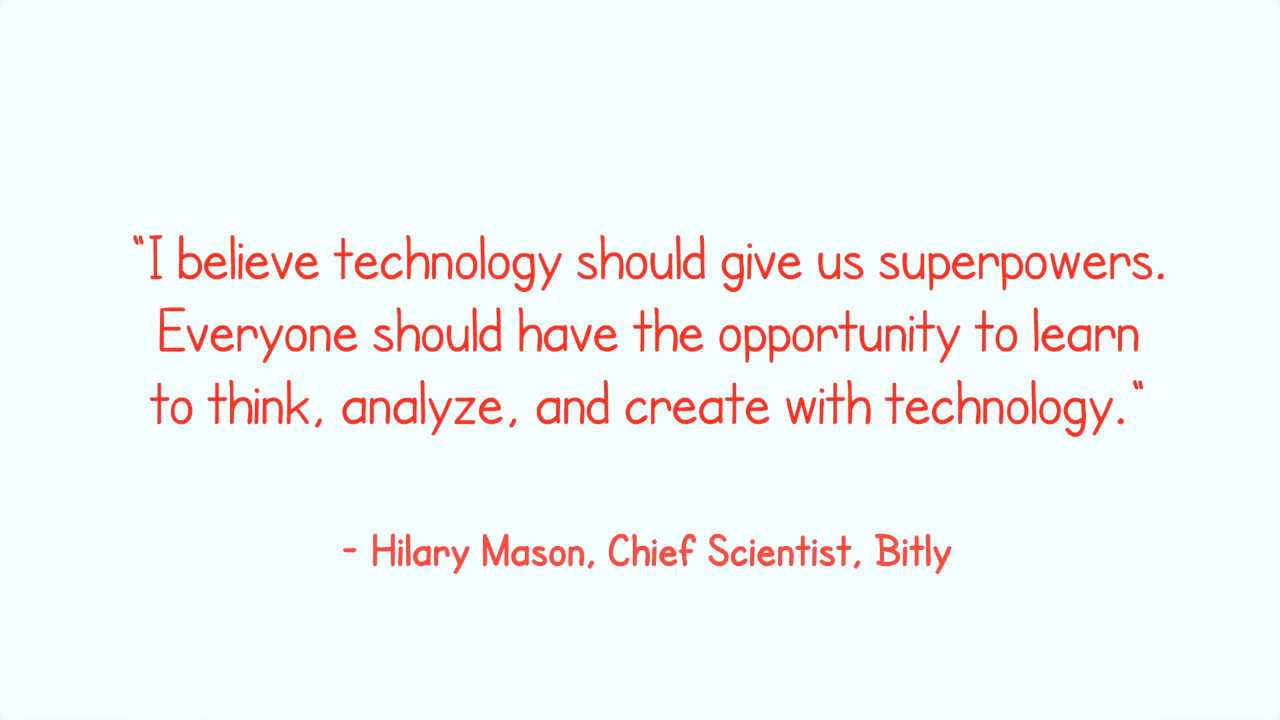 "I believe technology should give us superpowers.
Everyone should have the opportunity to learn
to think, analyze, and create with technology."
- Hilary Mason, Chief Scientist, Bitly